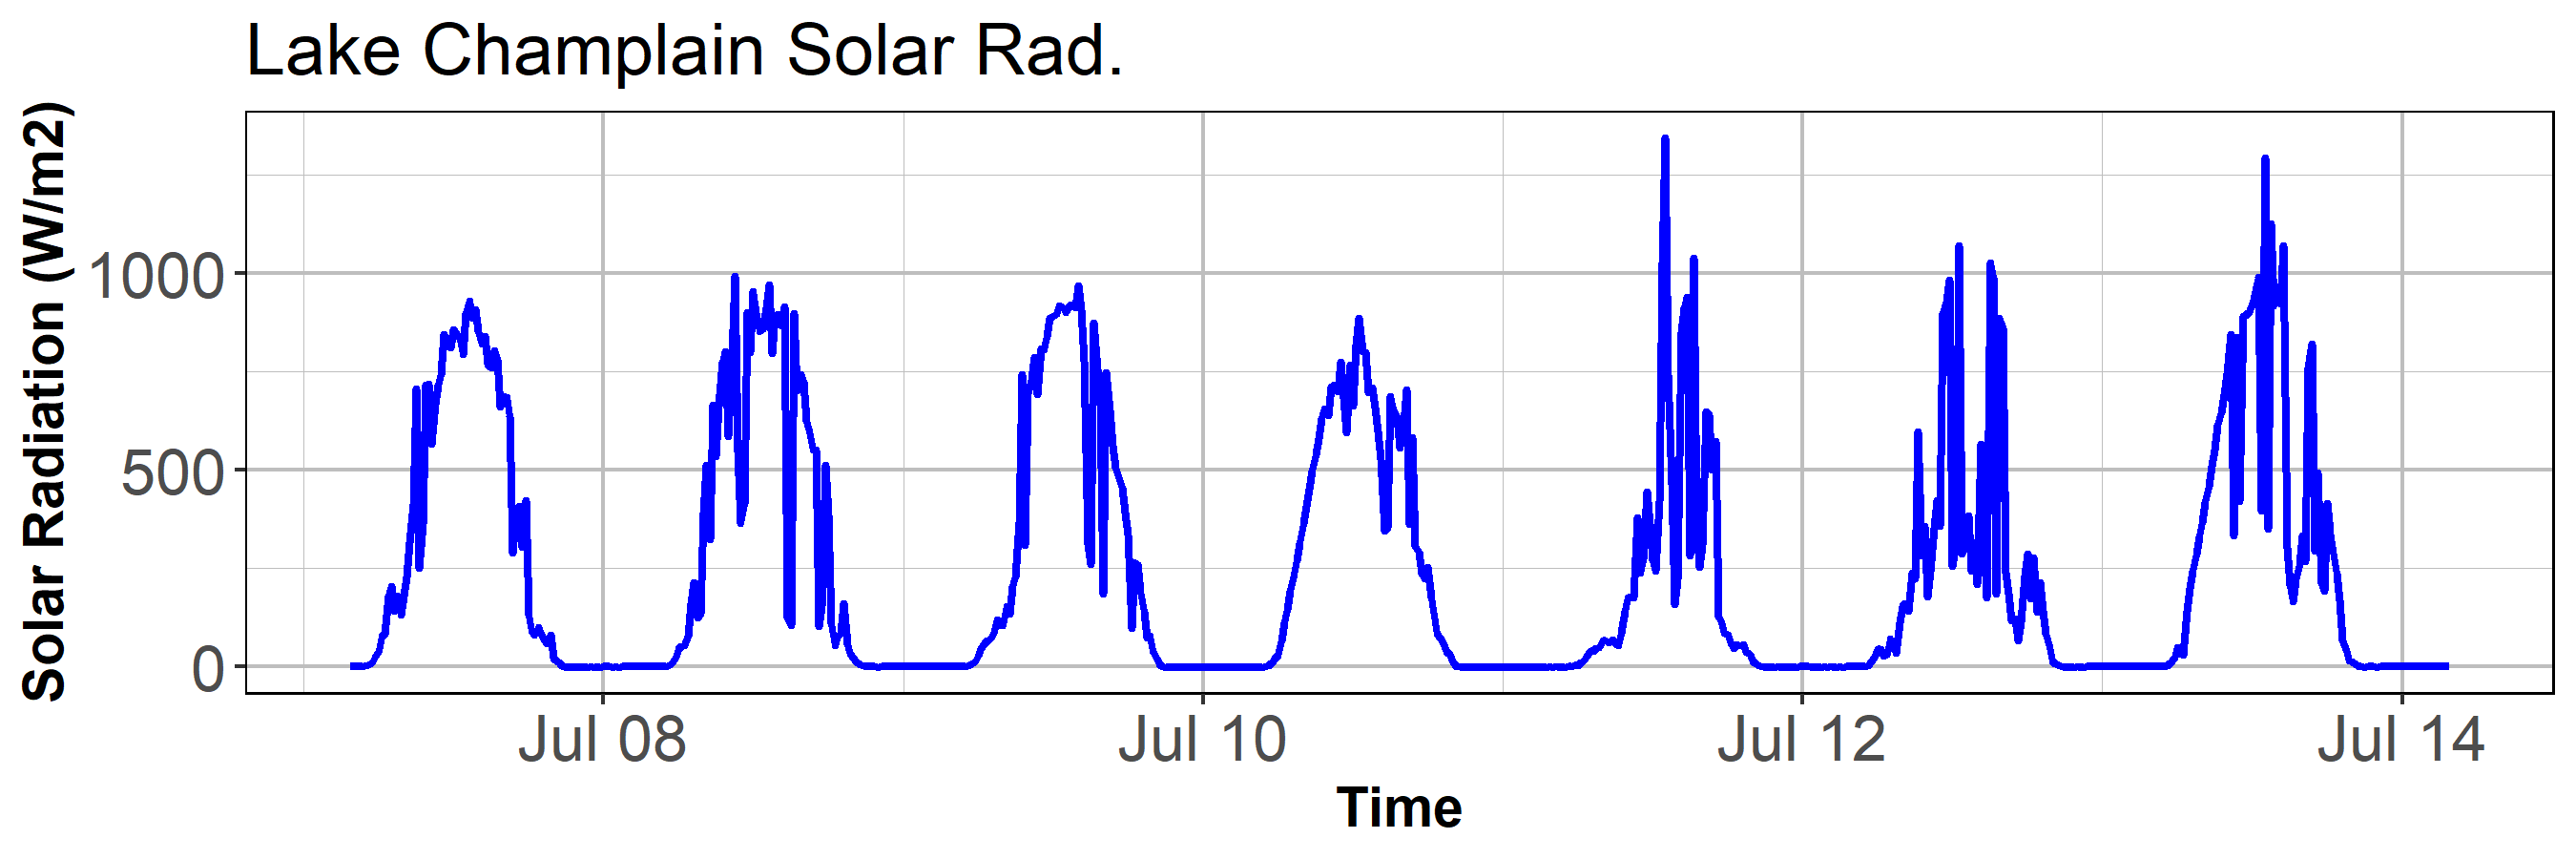 Lake Champlain Solar Rad.
Solar Radiation (W/m2)
1000
500
0
Jul 08 Jul 10 Jul 12 Jul 14
Time